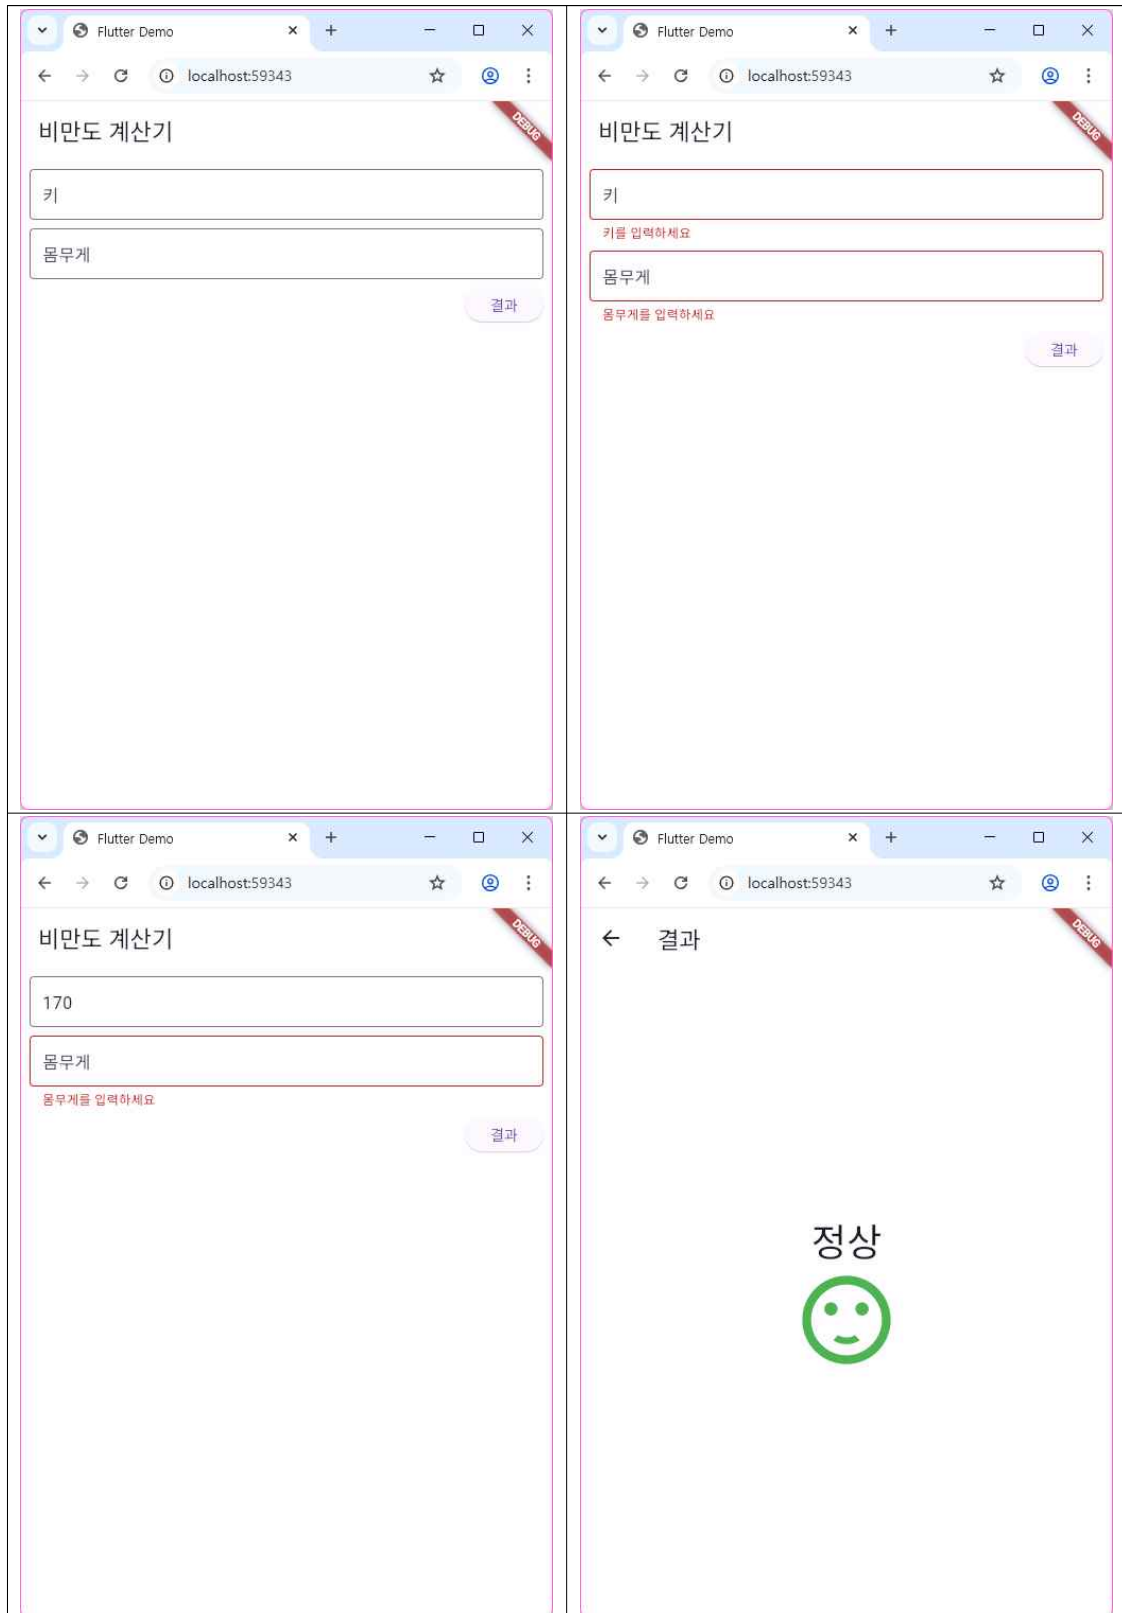 Flutter Demo
localhost:59343
DEBUG
비만도 계산기
키
몸무게
결과
Flutter Demo
localhost:59343
DEBUG
비만도 계산기
키
키를 입력하세요
몸무게
몸무게를 입력하세요
결과
Flutter Demo
localhost:59343
DEBUG
비만도 계산기
170
몸무게
몸무게를 입력하세요
결과
Flutter Demo
localhost:59343
DEBUG
결과
정상